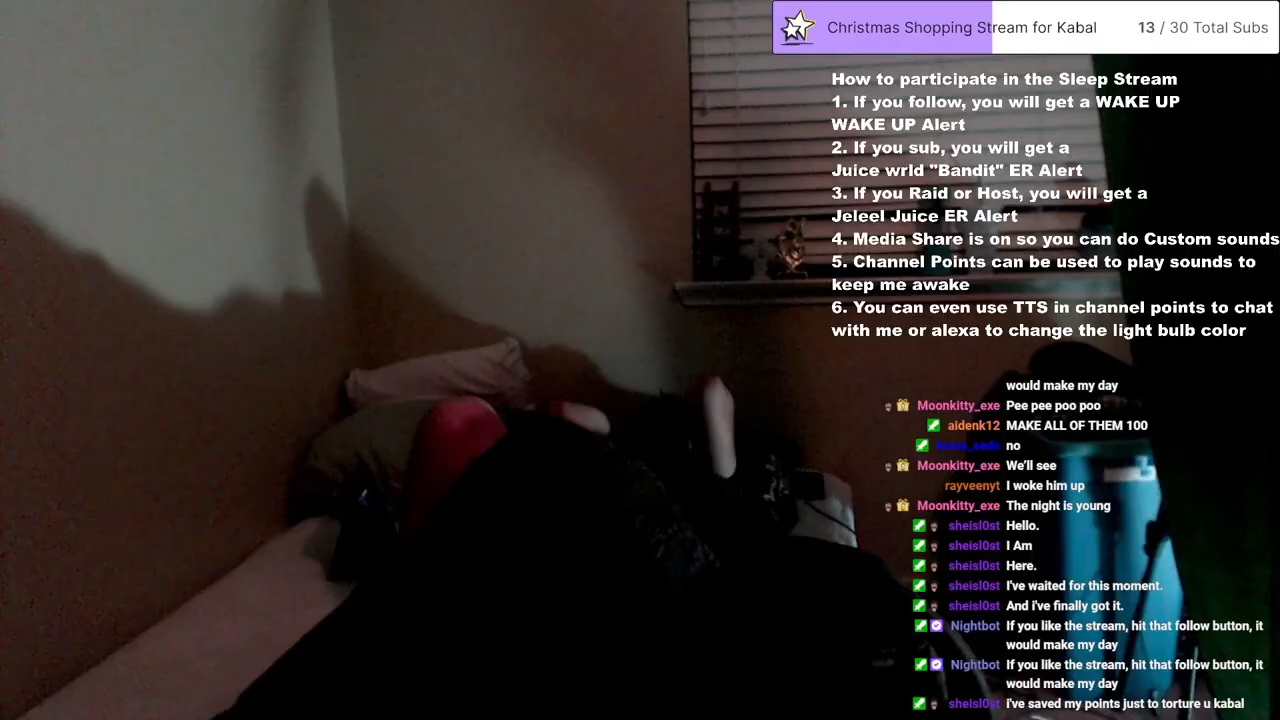 Christmas Shopping Stream for Kabal 13 / 30 Total Subs
How to participate in the Sleep Stream
1. If you follow, you will get a WAKE UP
WAKE UP Alert
2. If you sub, you will get a
Juice wrld "Bandit" ER Alert
3. If you Raid or Host, you will get a
Jeleel Juice ER Alert
4. Media Share is on so you can do Custom sounds
5. Channel Points can be used to play sounds to
keep me awake
6. You can even use TTS in channel points to chat
with me or alexa to change the light bulb color
would make my day
Moonkitty_exe Pee pee poo poo
aidenk12 MAKE ALL OF THEM 100
no
Moonkitty_exe We'll see
rayveenyt I woke him up
Moonkitty_exe The night is young
sheisl0st Hello.
sheisl0st I Am
sheisl0st Here.
sheisl0st I've waited for this moment.
sheisl0st And i've finally got it.
Nightbot If you like the stream, hit that follow button, it
would make my day
Nightbot If you like the stream, hit that follow button, it
would make my day
sheisl0st i've saved my points just to torture u kabal